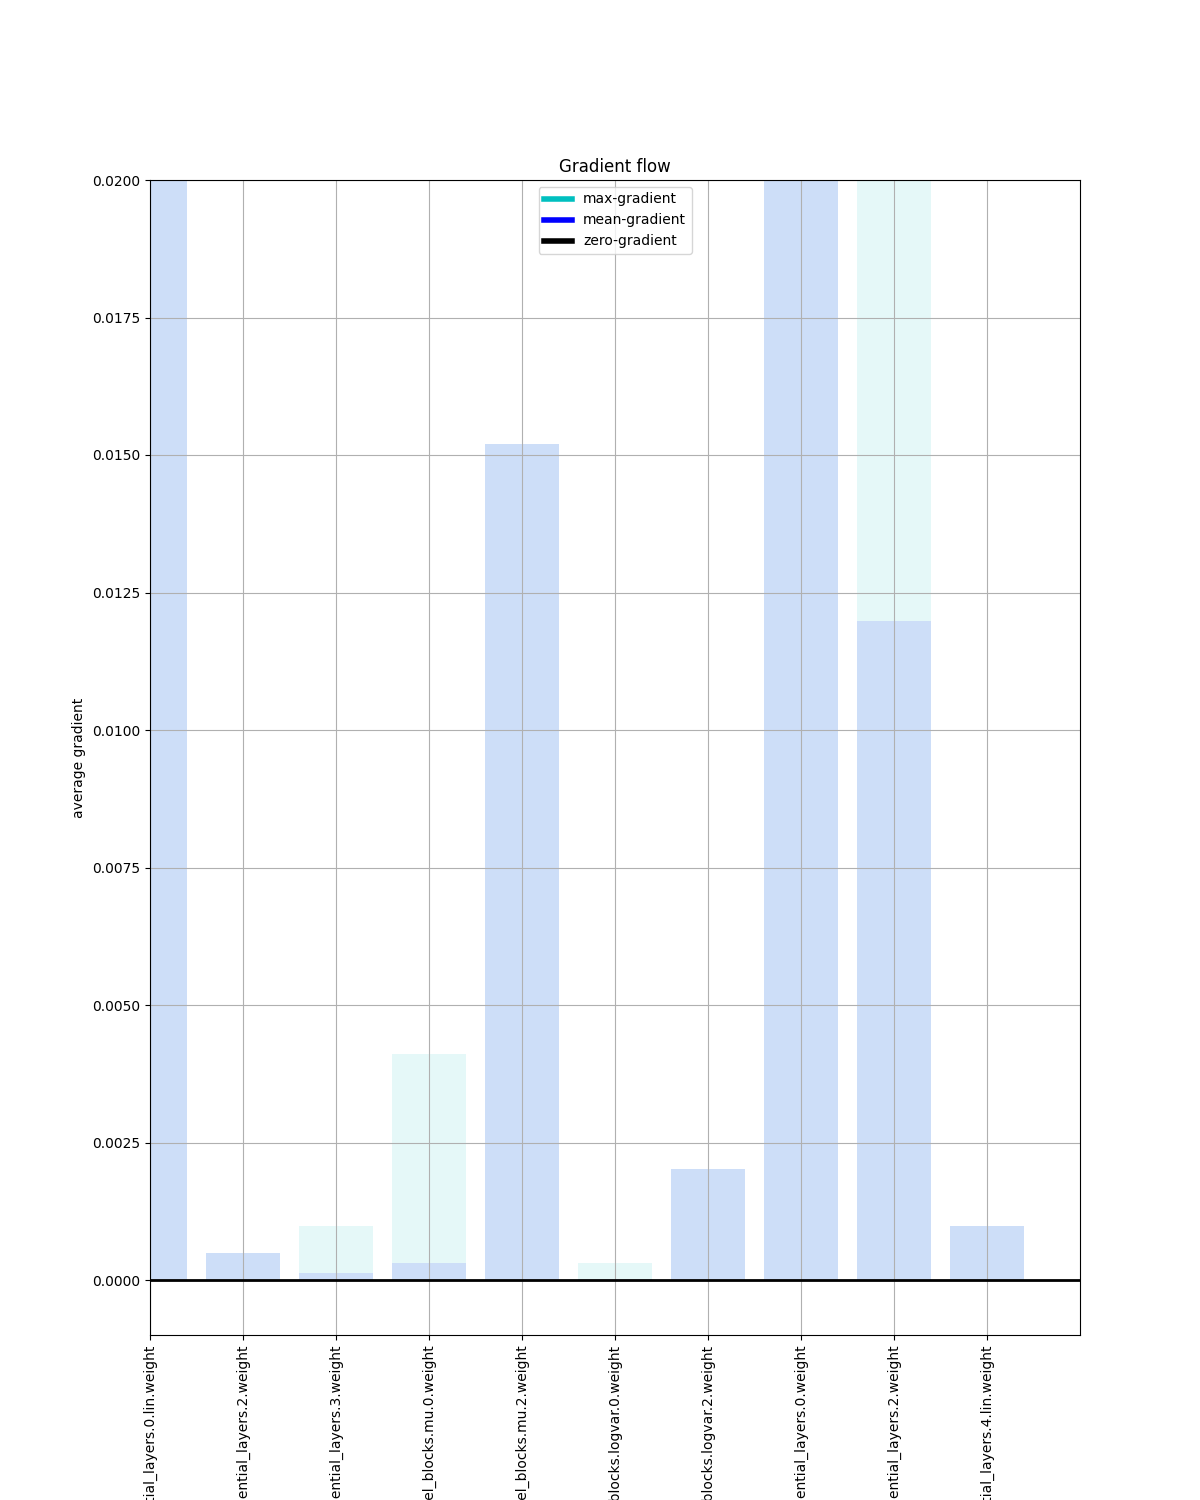 Gradient flow
max-gradient
mean-gradient
zero-gradient
0.0200
0.0175
0.0150
0.0125
0.0100
0.0075
0.0050
0.0025
0.0000
average gradient
tial_layers.0.lin.weight
ential_layers.2.weight
ential_layers.3.weight
el_blocks.mu.0.weight
el_blocks.mu.2.weight
blocks.logvar.0.weight
blocks.logvar.2.weight
ential_layers.0.weight
ential_layers.2.weight
tial_layers.4.lin.weight